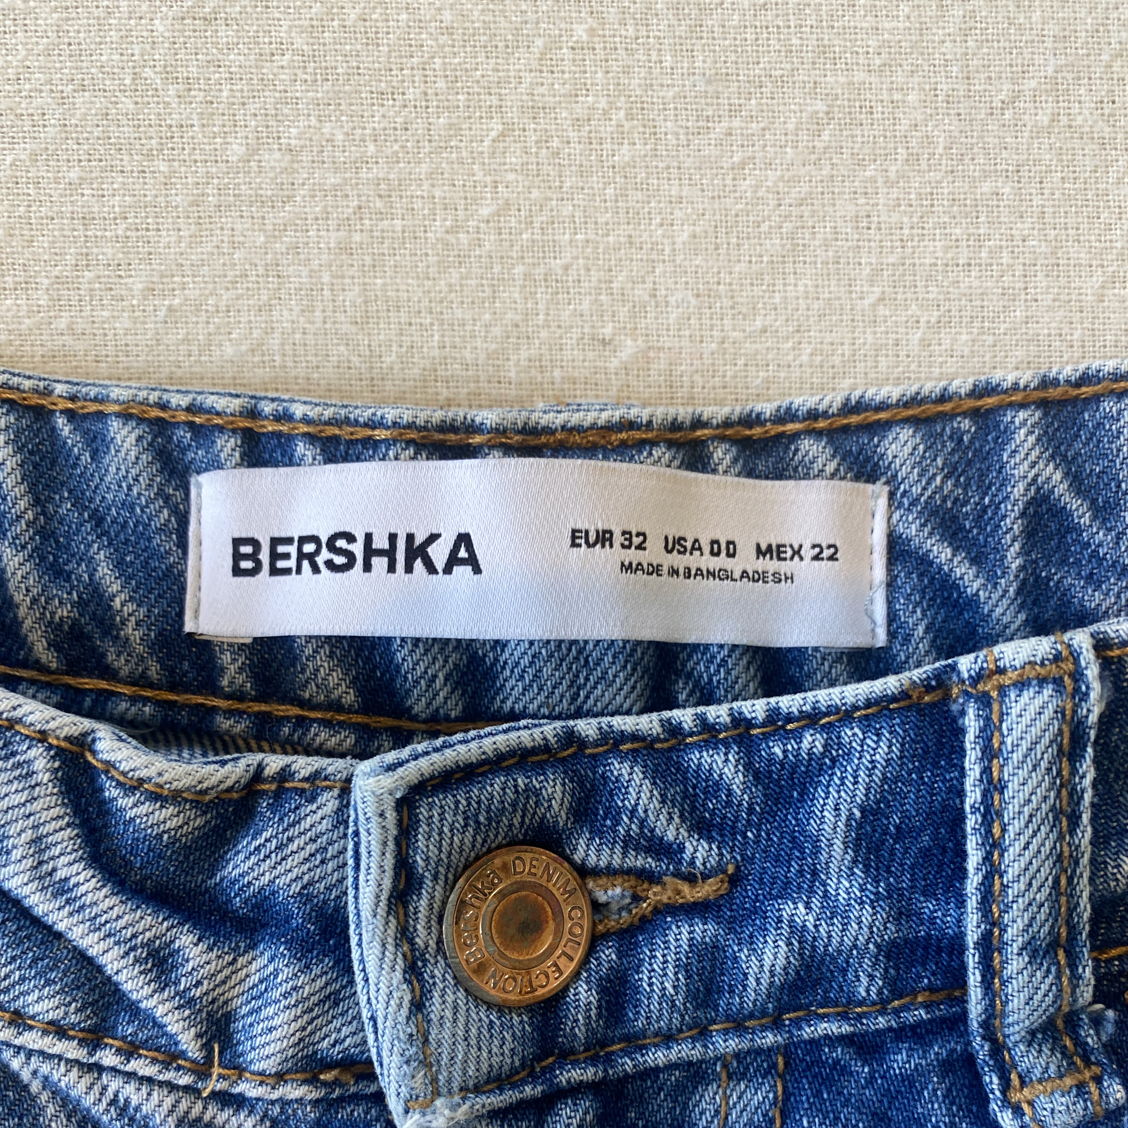 BERSHKA
EUR 32 USA 00 MEX 22
MADE IN BANGLADESH
Bershka DENIM COLLECTION